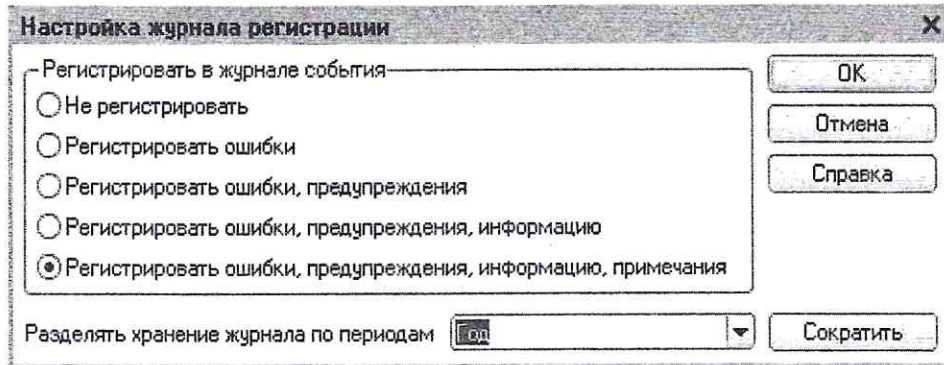 Настройка журнала регистрации
Регистрировать в журнале события
Не регистрировать
Регистрировать ошибки
Регистрировать ошибки, предупреждения
Регистрировать ошибки, предупреждения, информацию
Регистрировать ошибки, предупреждения, информацию, примечания
OK
Отмена
Справка
Разделять хранение журнала по периодам Год Сократить